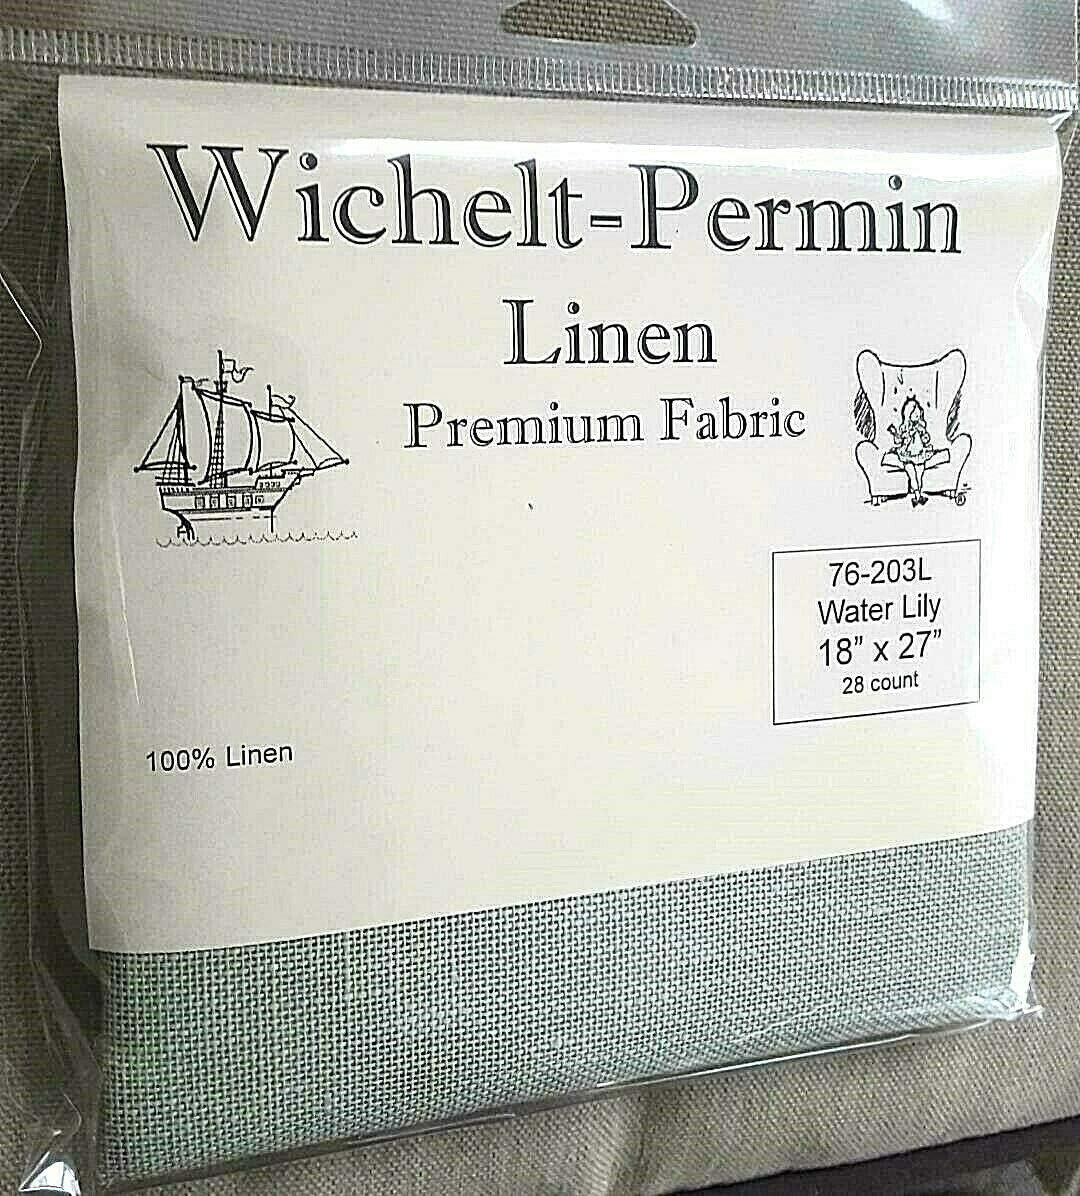 Wichelt-Permin
Linen
Premium Fabric
76-203L
Water Lily
18” x 27”
28 count
100% Linen